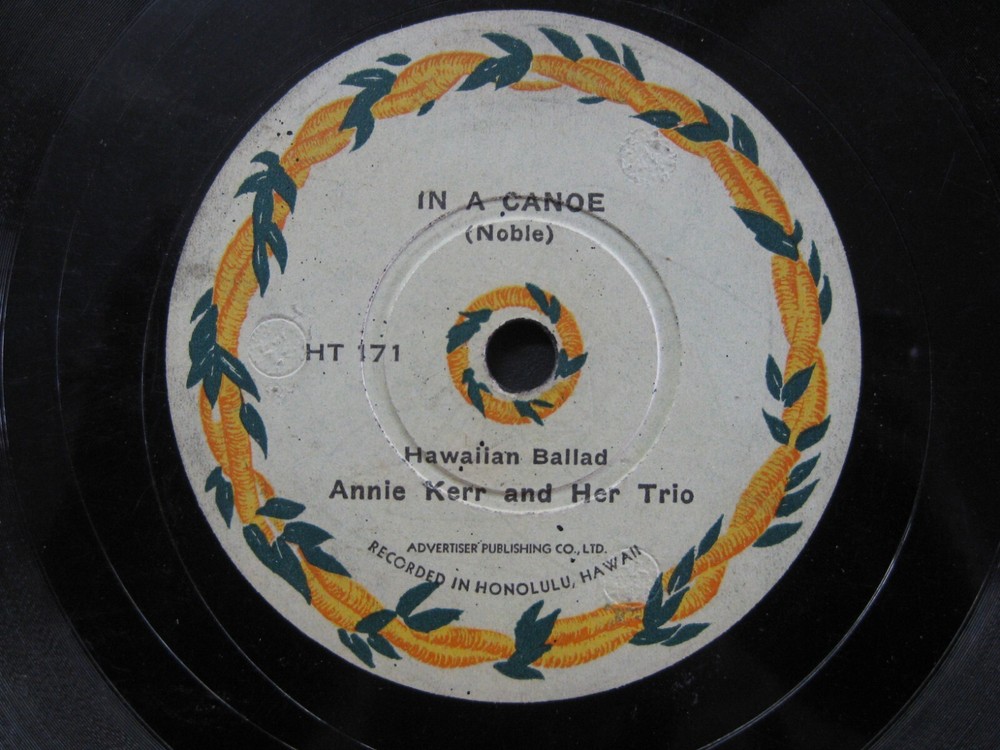 IN A CANOE
(Noble)
HT 171
Hawaiian Ballad
Annie Kerr and Her Trio
ADVERTISER PUBLISHING CO., LTD.
RECORDED IN HONOLULU, HAWAII